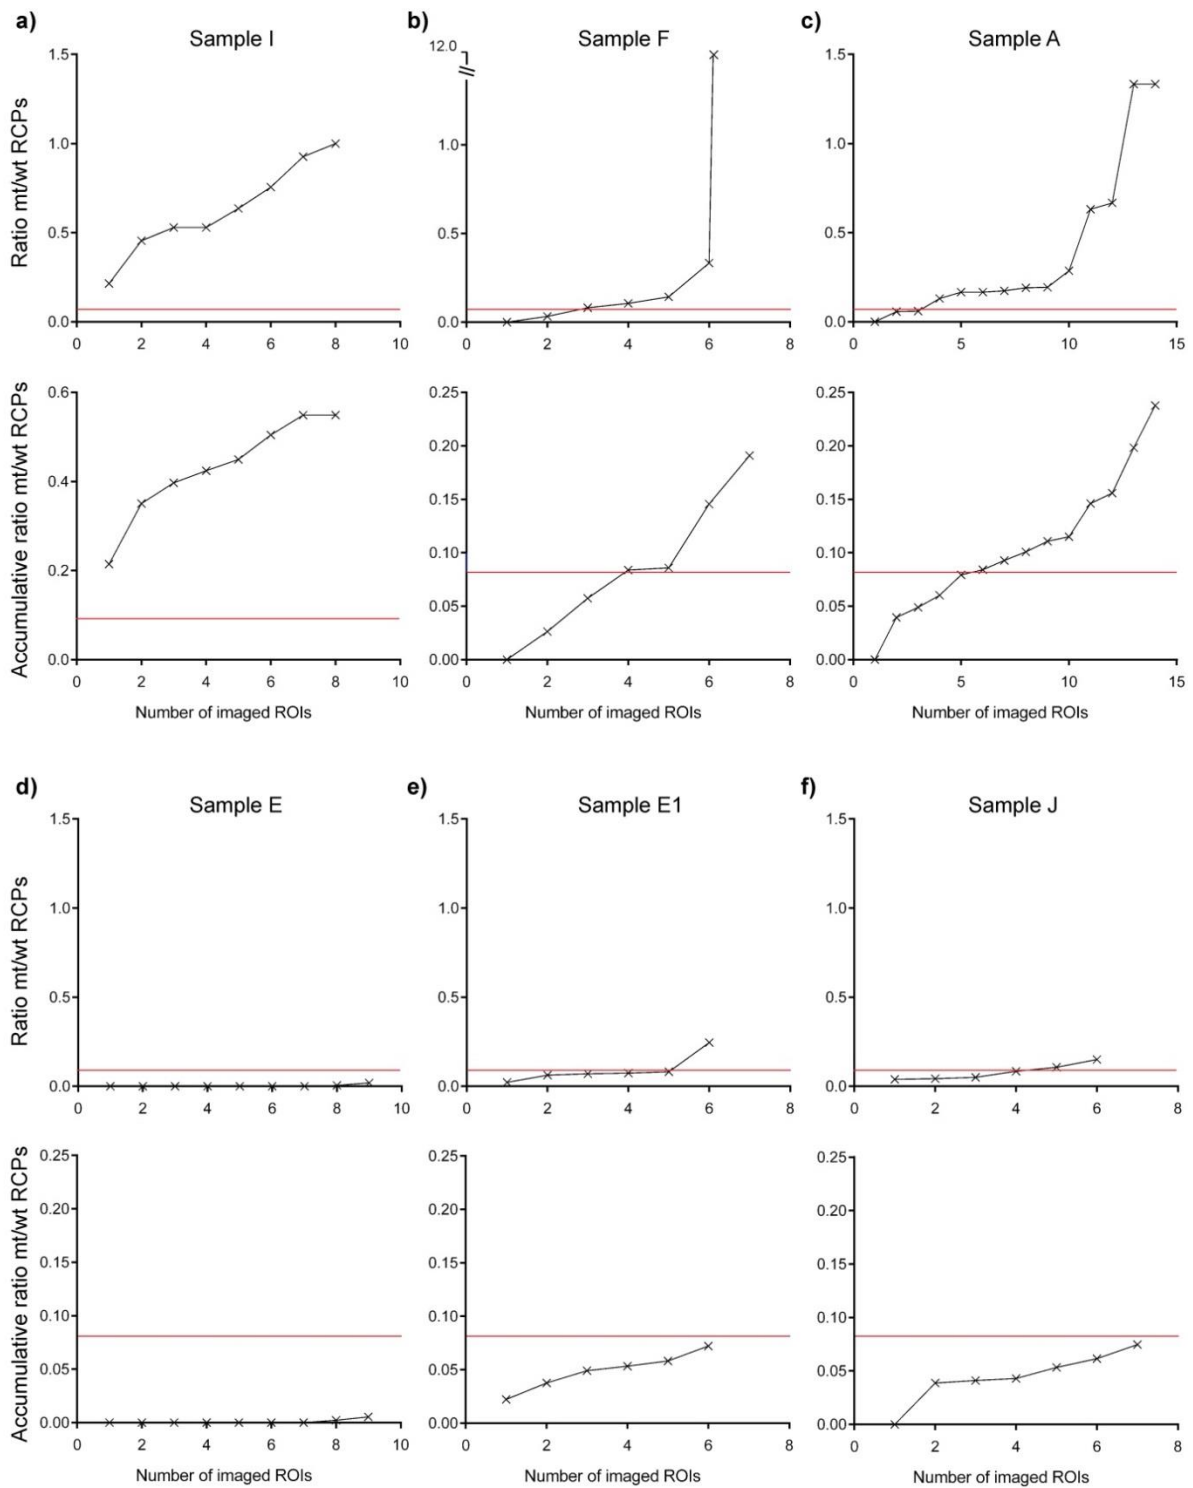 a) Sample I
b) Sample F
c) Sample A
Ratio mt/wt RCPs
1.5
1.0
0.5
0.0
0 2 4 6 8 10
12.0
1.0
0.5
0.0
0 2 4 6 8
1.5
1.0
0.5
0.0
0 5 10 15
Accumulative ratio mt/wt RCPs
0.6
0.4
0.2
0.0
0 2 4 6 8 10
Number of imaged ROIs
0.25
0.20
0.15
0.10
0.05
0.00
0 2 4 6 8
Number of imaged ROIs
0.25
0.20
0.15
0.10
0.05
0.00
0 5 10 15
Number of imaged ROIs
d) Sample E
e) Sample E1
f) Sample J
Ratio mt/wt RCPs
1.5
1.0
0.5
0.0
0 2 4 6 8 10
1.5
1.0
0.5
0.0
0 2 4 6 8
1.5
1.0
0.5
0.0
0 2 4 6 8
Accumulative ratio mt/wt RCPs
0.25
0.20
0.15
0.10
0.05
0.00
0 2 4 6 8 10
Number of imaged ROIs
0.25
0.20
0.15
0.10
0.05
0.00
0 2 4 6 8
Number of imaged ROIs
0.25
0.20
0.15
0.10
0.05
0.00
0 2 4 6 8
Number of imaged ROIs